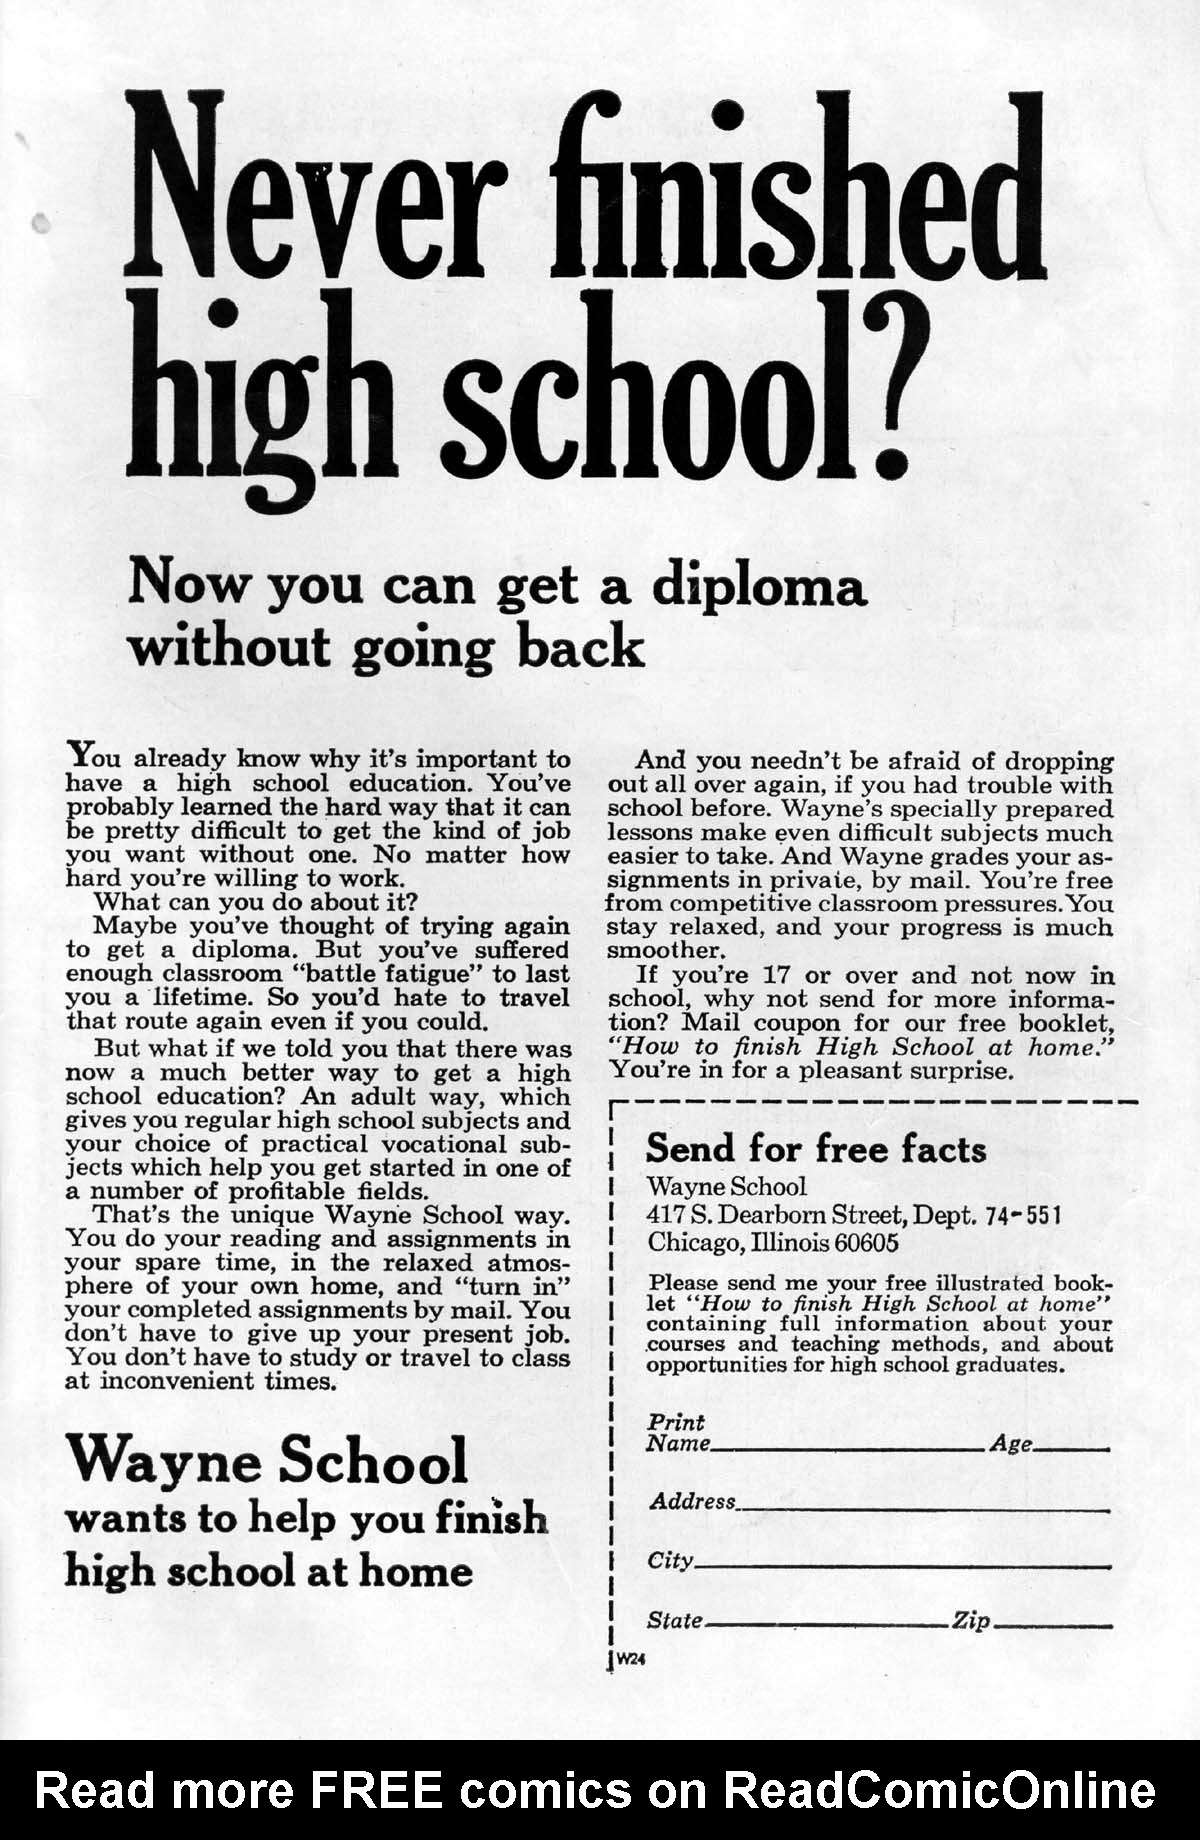 Never finished
high school?
Now you can get a diploma
without going back
You already know why it's important to
have a high school education. You've
probably learned the hard way that it can
be pretty difficult to get the kind of job
you want without one. No matter how
hard you're willing to work.
What can you do about it?
Maybe you've thought of trying again
to get a diploma. But you've suffered
enough classroom "battle fatigue" to last
you a lifetime. So you'd hate to travel
that route again even if you could.
But what if we told you that there was
now a much better way to get a high
school education? An adult way, which
gives you regular high school subjects and
your choice of practical vocational sub-
jects which help you get started in one of
a number of profitable fields.
That's the unique Wayne School way.
You do your reading and assignments in
your spare time, in the relaxed atmos-
phere of your own home, and "turn in"
your completed assignments by mail. You
don't have to give up your present job.
You don't have to study or travel to class
at inconvenient times.
Wayne School
wants to help you finish
high school at home
And you needn't be afraid of dropping
out all over again, if you had trouble with
school before. Wayne's specially prepared
lessons make even difficult subjects much
easier to take. And Wayne grades your as-
signments in private, by mail. You're free
from competitive classroom pressures. You
stay relaxed, and your progress is much
smoother.
If you're 17 or over and not now in
school, why not send for more informa-
tion? Mail coupon for our free booklet,
"How to finish High School at home."
You're in for a pleasant surprise.
Send for free facts
Wayne School
417 S. Dearborn Street, Dept. 74-551
Chicago, Illinois 60605
Please send me your free illustrated book-
let "How to finish High School at home"
containing full information about your
courses and teaching methods, and about
opportunities for high school graduates.
Print
Name Age
Address
City
State Zip
W24
Read more FREE comics on ReadComicOnline